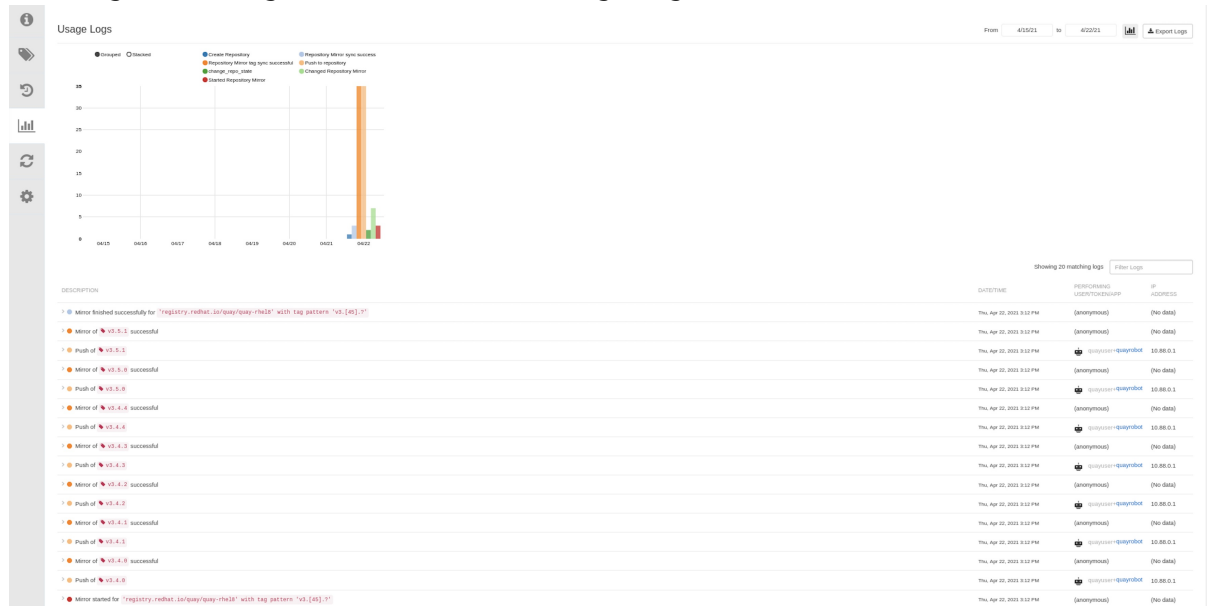 Usage Logs
From 4/15/21 to 4/22/21 Export Logs
Grouped Stacked
Create Repository Repository Mirror sync success
Repository Mirror tag sync successful Push to repository
change_repo_state Changed Repository Mirror
Started Repository Mirror
35
30
25
20
15
10
5
0
04/15 04/16 04/17 04/18 04/19 04/20 04/21 04/22
Showing 20 matching logs Filter Logs
DESCRIPTION DATE/TIME PERFORMING USER/TOKEN/APP IP ADDRESS
Mirror finished successfully for 'registry.redhat.io/quay/quay-rhel8' with tag pattern 'v3.[45].?' Thu, Apr 22, 2021 3:12 PM (anonymous) (No data)
Mirror of v3.5.1 successful Thu, Apr 22, 2021 3:12 PM (anonymous) (No data)
Push of v3.5.1 Thu, Apr 22, 2021 3:12 PM quayuser+quayrobot 10.88.0.1
Mirror of v3.5.0 successful Thu, Apr 22, 2021 3:12 PM (anonymous) (No data)
Push of v3.5.0 Thu, Apr 22, 2021 3:12 PM quayuser+quayrobot 10.88.0.1
Mirror of v3.4.4 successful Thu, Apr 22, 2021 3:12 PM (anonymous) (No data)
Push of v3.4.4 Thu, Apr 22, 2021 3:12 PM quayuser+quayrobot 10.88.0.1
Mirror of v3.4.3 successful Thu, Apr 22, 2021 3:12 PM (anonymous) (No data)
Push of v3.4.3 Thu, Apr 22, 2021 3:12 PM quayuser+quayrobot 10.88.0.1
Mirror of v3.4.2 successful Thu, Apr 22, 2021 3:12 PM (anonymous) (No data)
Push of v3.4.2 Thu, Apr 22, 2021 3:12 PM quayuser+quayrobot 10.88.0.1
Mirror of v3.4.1 successful Thu, Apr 22, 2021 3:12 PM (anonymous) (No data)
Push of v3.4.1 Thu, Apr 22, 2021 3:12 PM quayuser+quayrobot 10.88.0.1
Mirror of v3.4.0 successful Thu, Apr 22, 2021 3:12 PM (anonymous) (No data)
Push of v3.4.0 Thu, Apr 22, 2021 3:12 PM quayuser+quayrobot 10.88.0.1
Mirror started for 'registry.redhat.io/quay/quay-rhel8' with tag pattern 'v3.[45].?' Thu, Apr 22, 2021 3:12 PM (anonymous) (No data)